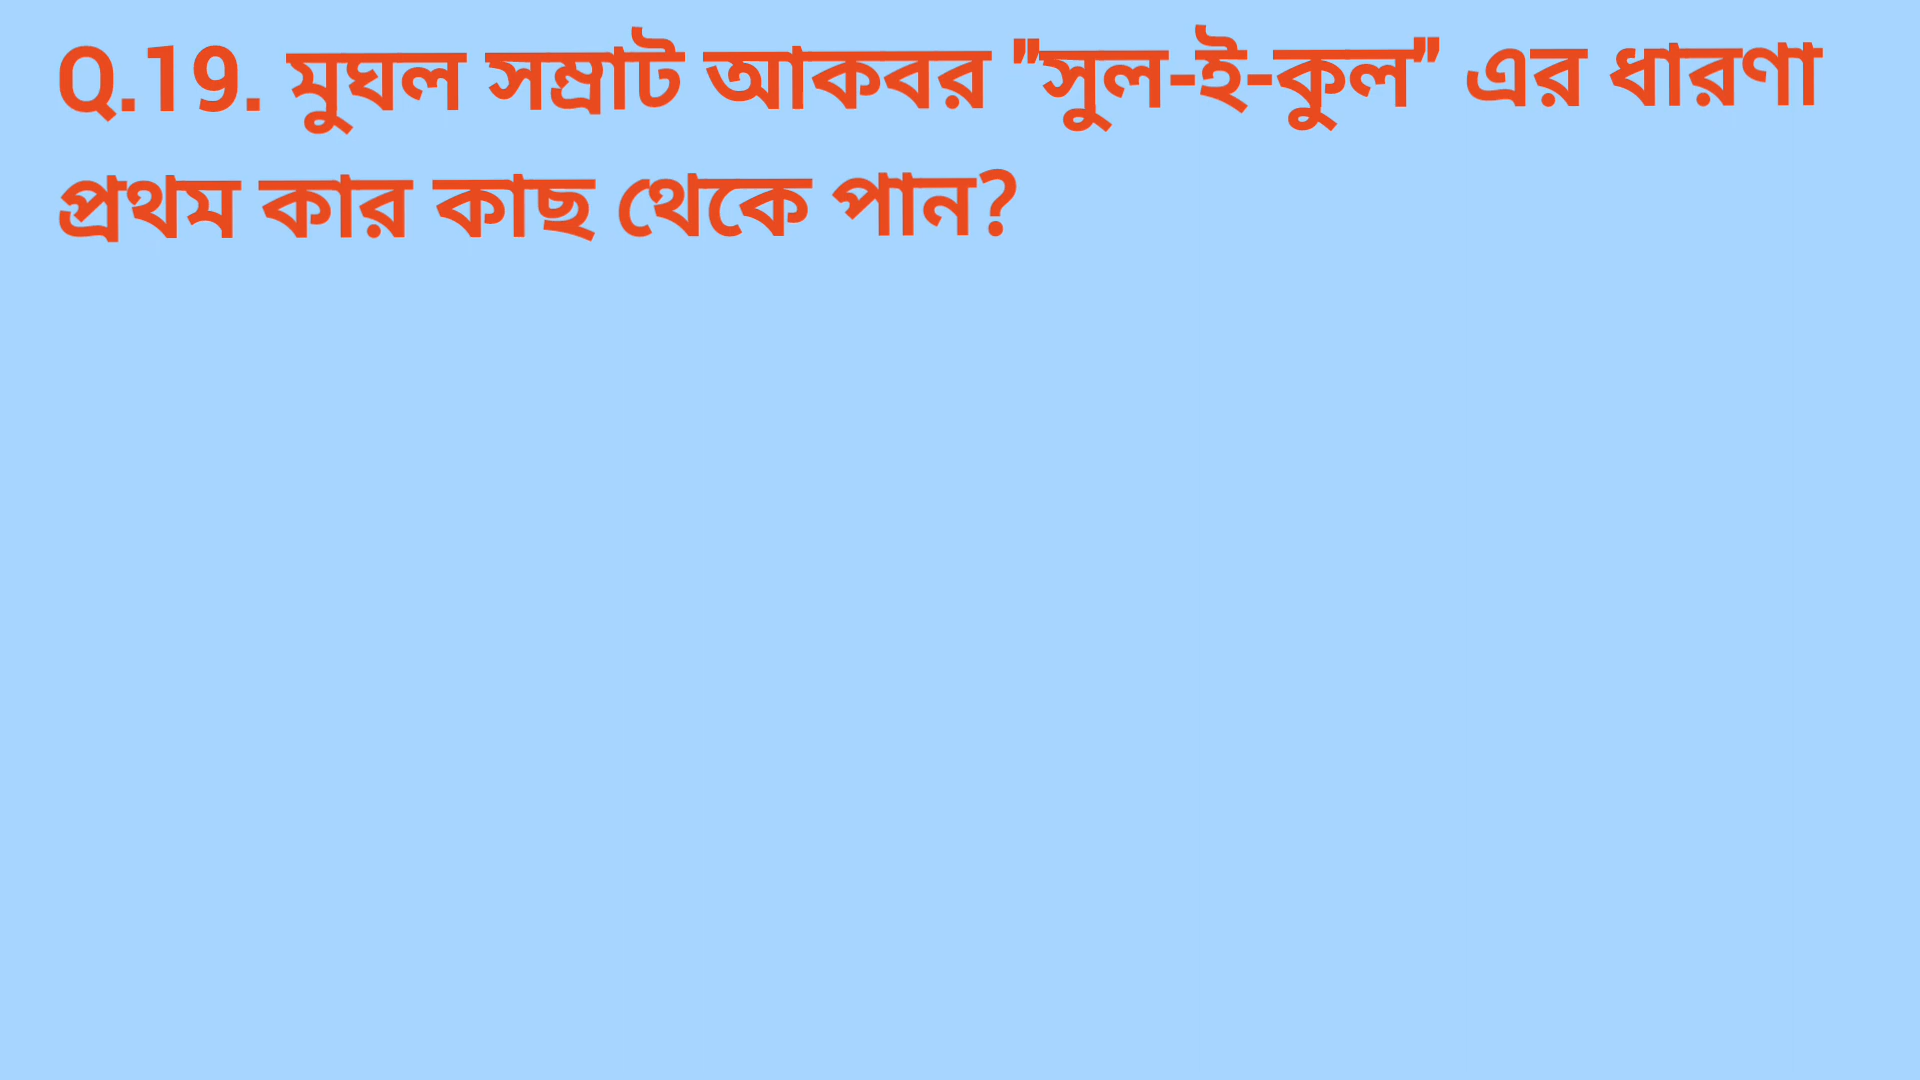 Q.19. মুঘল সম্রাট আকবর "সুল-ই-কুল" এর ধারণা
প্রথম কার কাছ থেকে পান?